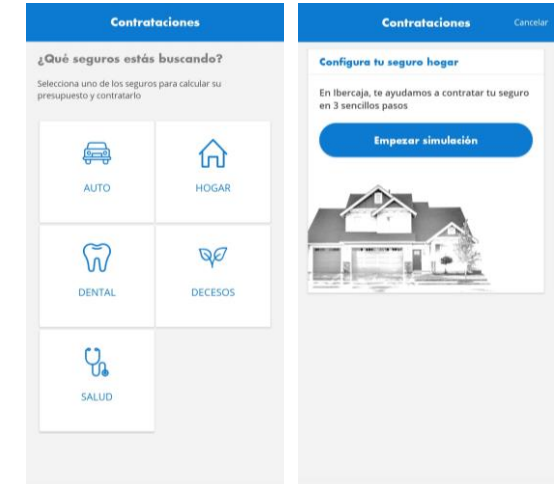 Contrataciones
¿Qué seguros estás buscando?
Selecciona uno de los seguros para calcular su
presupuesto y contratarlo
AUTO
HOGAR
DENTAL
DECESOS
SALUD
Contrataciones
Cancelar
Configura tu seguro hogar
En Ibercaja, te ayudamos a contratar tu seguro
en 3 sencillos pasos
Empezar simulación